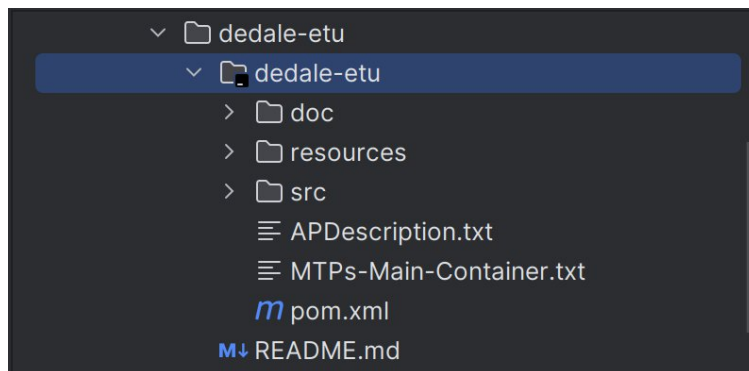 dedale-etu
dedale-etu
doc
resources
src
APDescription.txt
MTPs-Main-Container.txt
m pom.xml
M↓ README.md